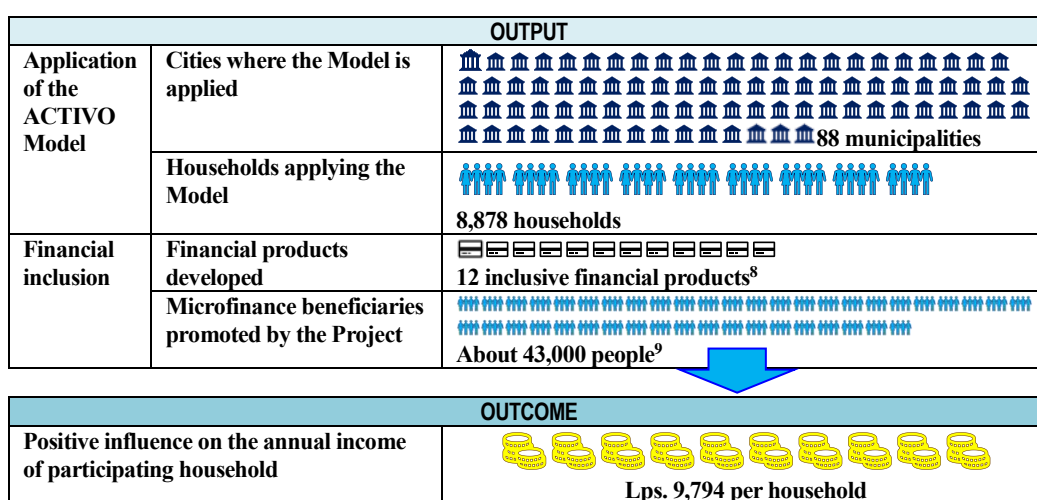 OUTPUT
Application of the ACTIVO Model
Cities where the Model is applied
88 municipalities
Households applying the Model
8,878 households
Financial inclusion
Financial products developed
12 inclusive financial products8
Microfinance beneficiaries promoted by the Project
About 43,000 people9
OUTCOME
Positive influence on the annual income of participating household
Lps. 9,794 per household